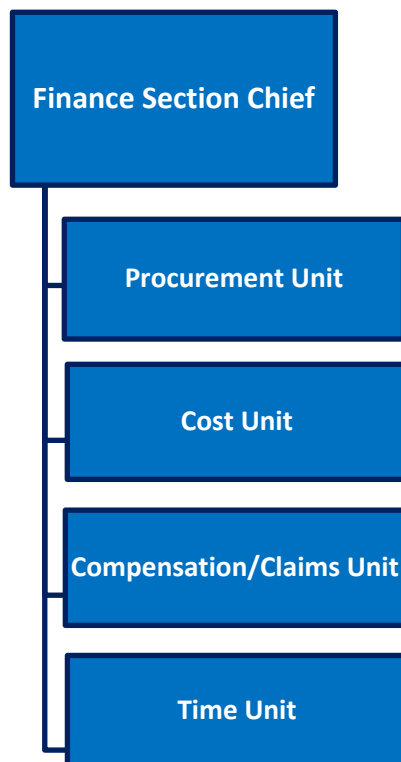 Finance Section Chief
Procurement Unit
Cost Unit
Compensation/Claims Unit
Time Unit